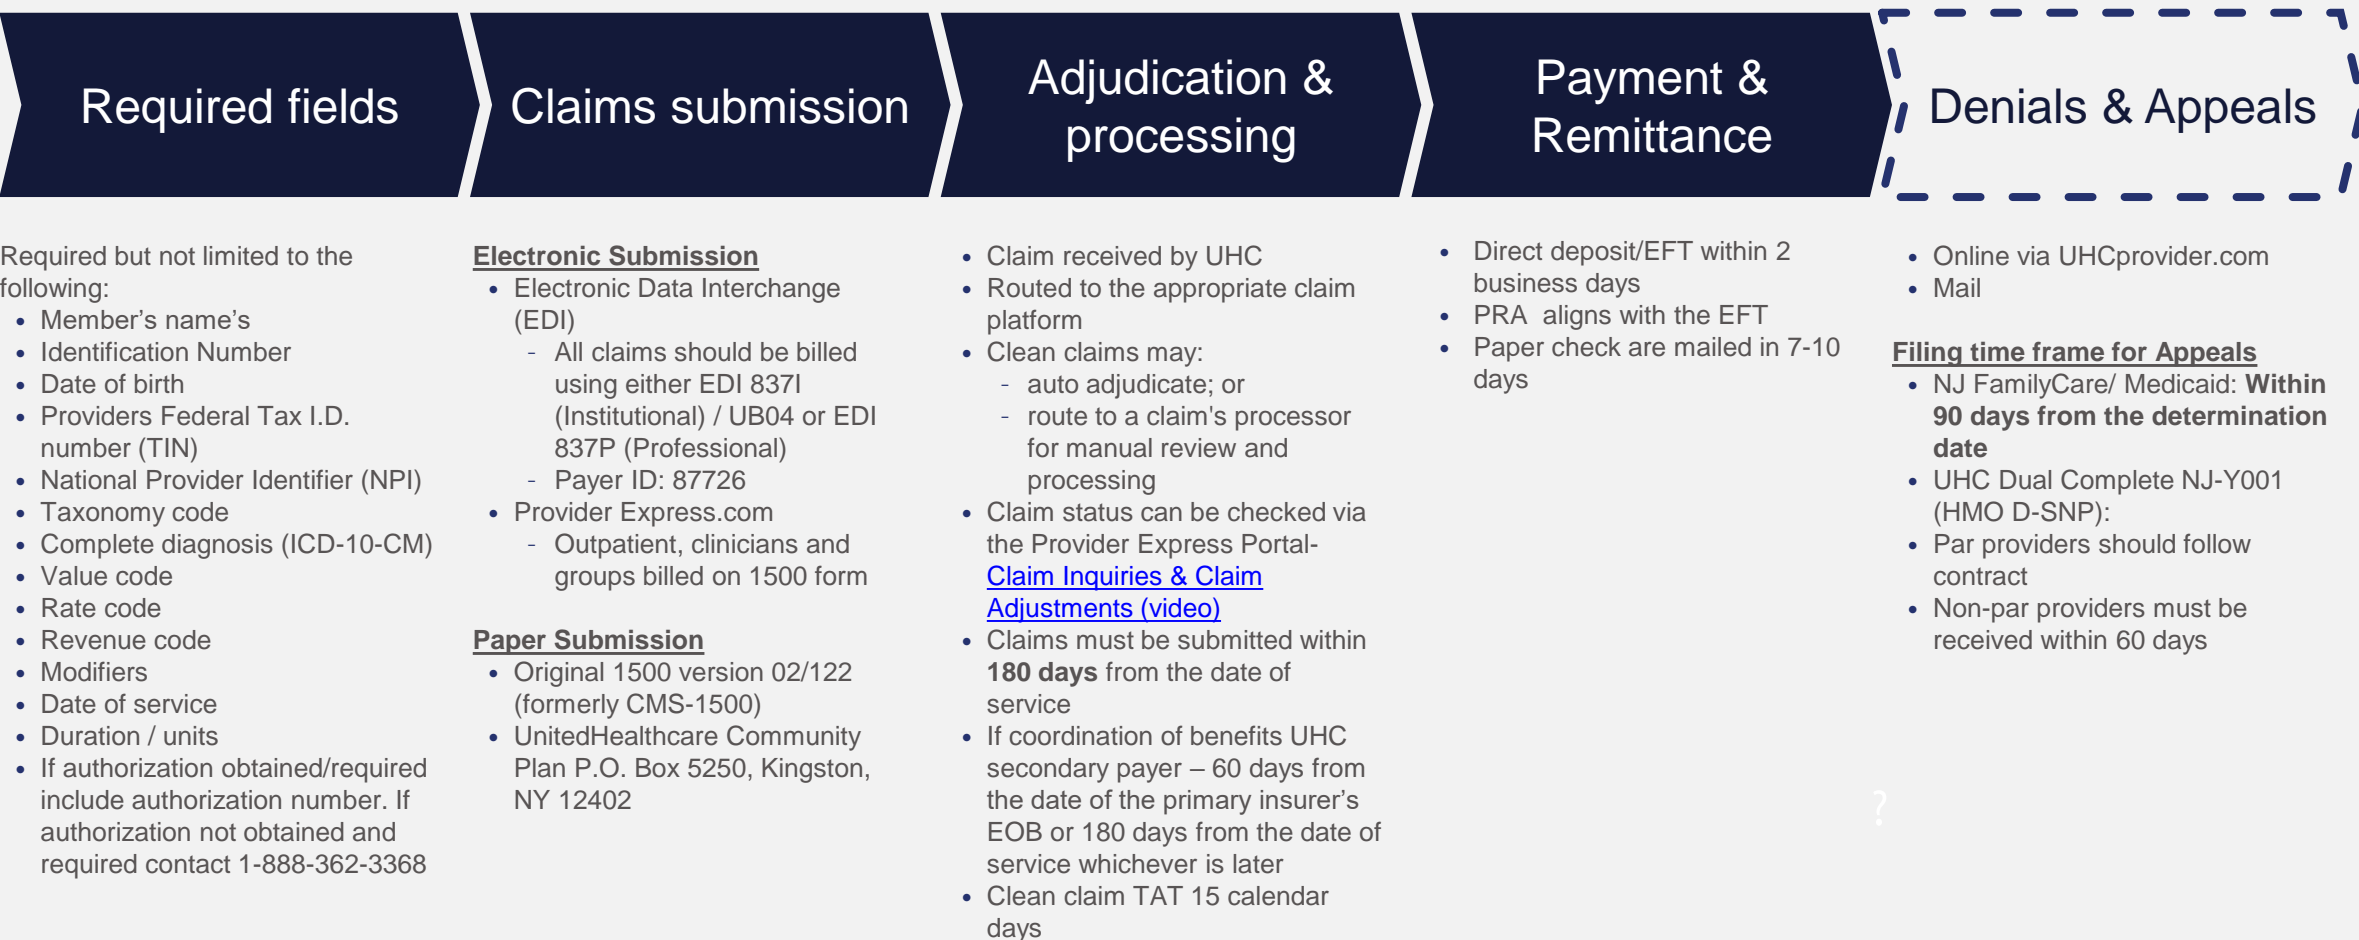 Required fields
Claims submission
Adjudication &
processing
Payment &
Remittance
Denials & Appeals
Required but not limited to the
following:
• Member’s name’s
• Identification Number
• Date of birth
• Providers Federal Tax I.D.
number (TIN)
• National Provider Identifier (NPI)
• Taxonomy code
• Complete diagnosis (ICD-10-CM)
• Value code
• Rate code
• Revenue code
• Modifiers
• Date of service
• Duration / units
• If authorization obtained/required
include authorization number. If
authorization not obtained and
required contact 1-888-362-3368
Electronic Submission
• Electronic Data Interchange
(EDI)
- All claims should be billed
using either EDI 837I
(Institutional) / UB04 or EDI
837P (Professional)
- Payer ID: 87726
• Provider Express.com
- Outpatient, clinicians and
groups billed on 1500 form
Paper Submission
• Original 1500 version 02/122
(formerly CMS-1500)
• UnitedHealthcare Community
Plan P.O. Box 5250, Kingston,
NY 12402
• Claim received by UHC
• Routed to the appropriate claim
platform
• Clean claims may:
- auto adjudicate; or
- route to a claim's processor
for manual review and
processing
• Claim status can be checked via
the Provider Express Portal-
Claim Inquiries & Claim
Adjustments (video)
• Claims must be submitted within
180 days from the date of
service
• If coordination of benefits UHC
secondary payer – 60 days from
the date of the primary insurer’s
EOB or 180 days from the date of
service whichever is later
• Clean claim TAT 15 calendar
days
• Direct deposit/EFT within 2
business days
• PRA  aligns with the EFT
• Paper check are mailed in 7-10
days
• Online via UHCprovider.com
• Mail
Filing time frame for Appeals
• NJ FamilyCare/ Medicaid: Within
90 days from the determination
date
• UHC Dual Complete NJ-Y001
(HMO D-SNP):
• Par providers should follow
contract
• Non-par providers must be
received within 60 days
?